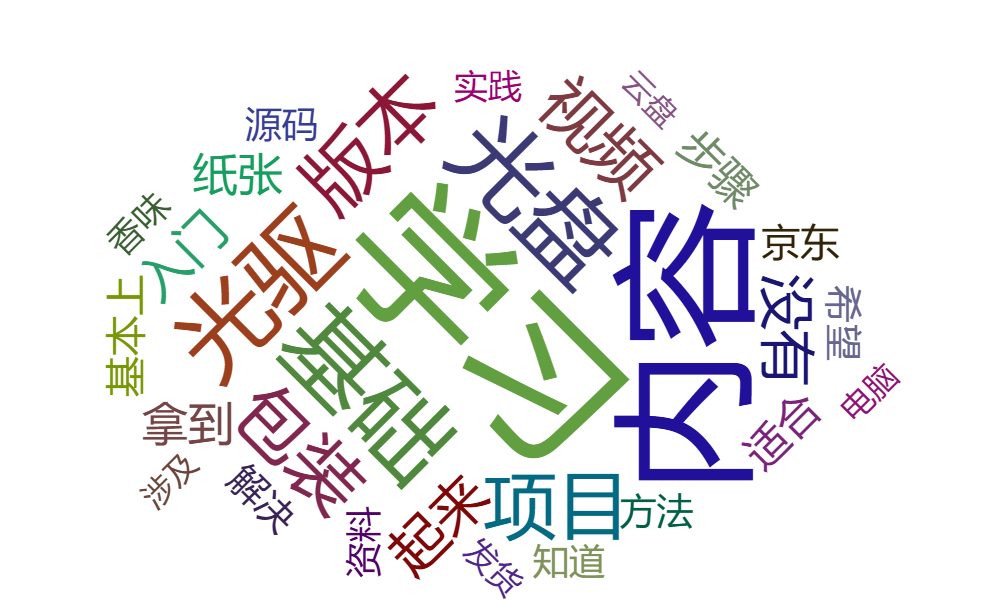 实践
云盘
视频
版本
源码
光盘
步骤
纸张
学习
香味
入门
光驱
内容
京东
没有
希望
基本上
基础
电脑
拿到
包装
适合
涉及
解决
起来
项目
方法
资料
发货
知道